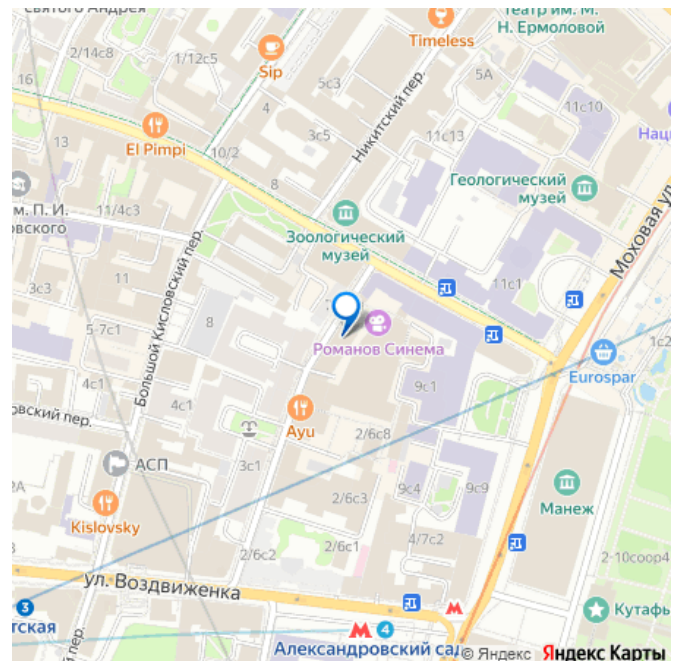 святого Андрея
2/14с8
1/12с5
Sip
Timeless
Театр им. М.
Н. Ермоловой
16
5с3
5А
4
11с10
13
El Pimpi
10/2
3с5
Никитский пер.
11с13
Нац
8
Геологический
музей
м. П. И.
овского
11/4с3
Зоологический
музей
Моховая ул.
Большой Кисловский пер.
11
3с3
11с1
5-7с1
8
Романов Синема
1с2
Eurospar
4с1
9с1
4с1
овский пер.
Ayu
2/6с8
АСП
3с1
2А
Kislovsky
2/6с3
9с4
9с9
Манеж
4/7с2
2/6с2
2/6с1
2-10соор4
ул. Воздвиженка
3
тская
4
Александровский сад
Кутафь
© Яндекс
Яндекс Карты